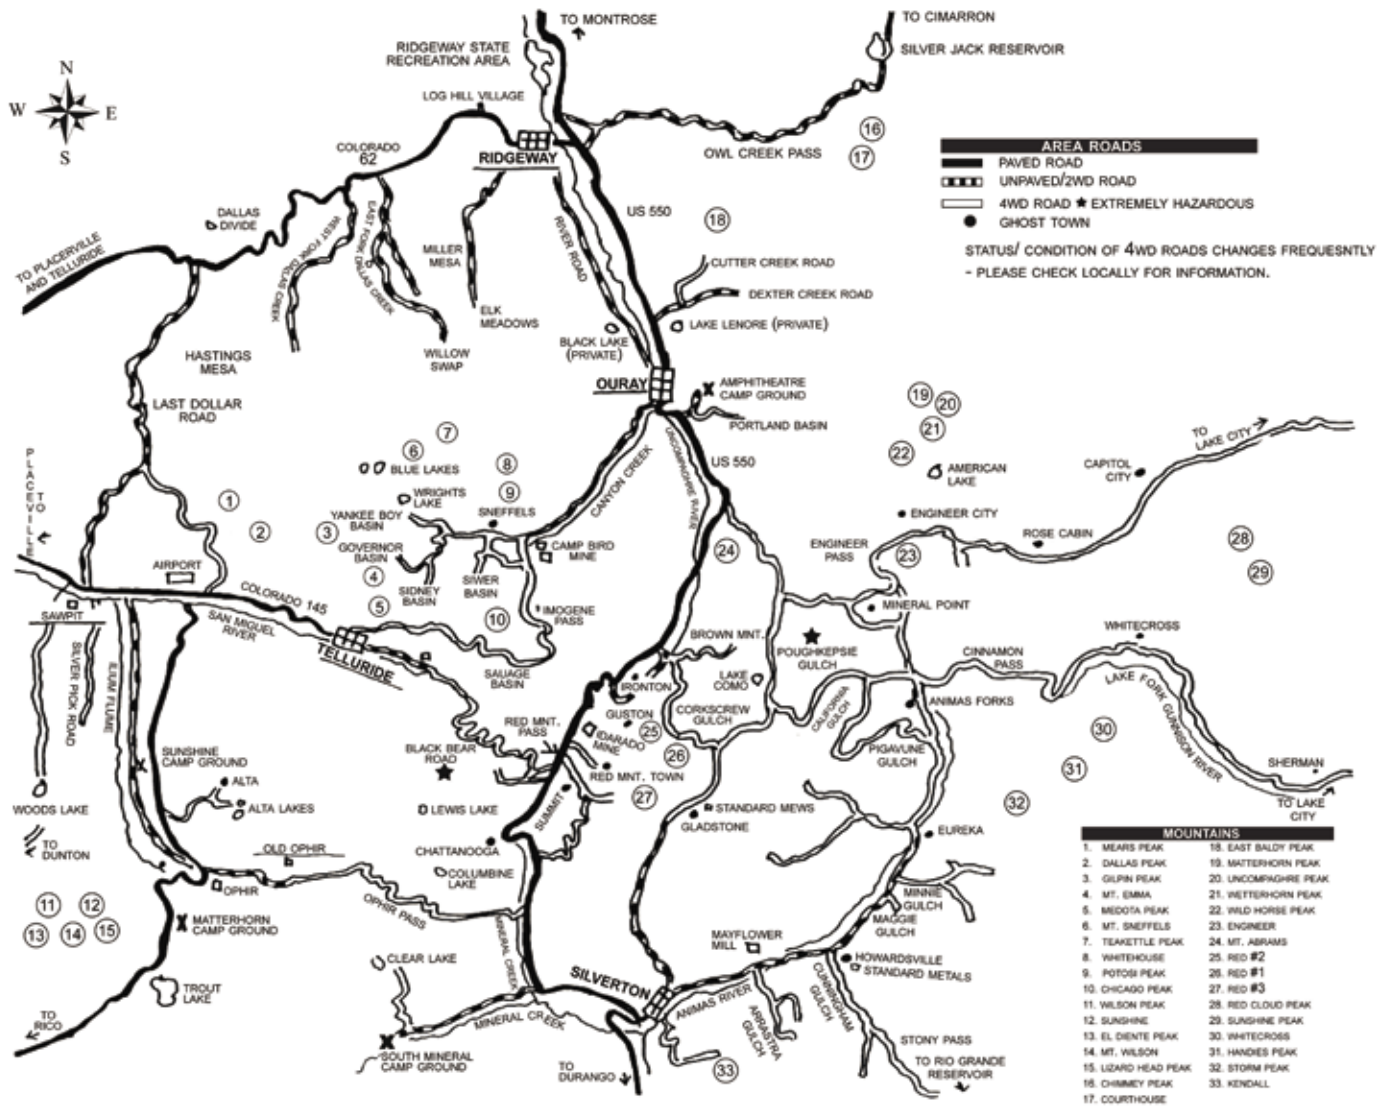 TO MONTROSE
TO CIMARRON
SILVER JACK RESERVOIR
RIDGEWAY STATE
RECREATION AREA
N
W
E
S
LOG HILL VILLAGE
COLORADO
62
RIDGEWAY
OWL CREEK PASS
16
17
AREA ROADS
PAVED ROAD
UNPAVED/2WD ROAD
4WD ROAD ★ EXTREMELY HAZARDOUS
GHOST TOWN
STATUS/ CONDITION OF 4WD ROADS CHANGES FREQUESNTLY
- PLEASE CHECK LOCALLY FOR INFORMATION.
DALLAS
DIVIDE
TO PLACERVILLE
AND TELLURIDE
WEST FORK DALLAS CREEK
EAST FORK DALLAS CREEK
MILLER
MESA
RIVER ROAD
US 550
18
CUTTER CREEK ROAD
DEXTER CREEK ROAD
ELK
MEADOWS
LAKE LENORE (PRIVATE)
BLACK LAKE
(PRIVATE)
WILLOW
SWAP
HASTINGS
MESA
LAST DOLLAR
ROAD
OURAY
AMPHITHEATRE
CAMP GROUND
PORTLAND BASIN
19
20
21
22
TO
LAKE CITY
AMERICAN
LAKE
CAPITOL
CITY
UNCOMPAHGRE RIVER
US 550
CANYON CREEK
7
6
BLUE LAKES
8
9
WRIGHTS
LAKE
SNEFFELS
YANKEE BOY
BASIN
GOVERNOR
BASIN
SIDNEY
BASIN
SIWER
BASIN
CAMP BIRD
MINE
IMOGENE
PASS
1
2
3
4
5
10
PLACEVILLE
TO
AIRPORT
COLORADO 145
SAN MIGUEL
RIVER
SAWPIT
TELLURIDE
SAUAGE
BASIN
ENGINEER CITY
ENGINEER
PASS
23
24
ROSE CABIN
28
29
MINERAL POINT
POUGHKEPSIE
GULCH
BROWN MNT.
LAKE
COMO
CINNAMON
PASS
WHITECROSS
LAKE FORK GUNNISON RIVER
ANIMAS FORKS
CALIFORNIA
GULCH
PIGAVUNE
GULCH
IRONTON
GUSTON
CORKSCREW
GULCH
25
26
27
IDARADO
MINE
RED MNT.
PASS
RED MNT. TOWN
BLACK BEAR
ROAD
SUMMIT
SILVER PICK ROAD
ILIUM FLUME
SUNSHINE
CAMP GROUND
ALTA
ALTA LAKES
WOODS LAKE
TO
DUNTON
LEWIS LAKE
CHATTANOOGA
COLUMBINE
LAKE
OLD OPHIR
OPHIR
OPHIR PASS
STANDARD MEWS
GLADSTONE
30
31
32
SHERMAN
TO LAKE
CITY
EUREKA
MINNIE
GULCH
MAGGIE
GULCH
11
12
13
14
15
MATTERHORN
CAMP GROUND
TROUT
LAKE
TO
RICO
CLEAR LAKE
MINERAL CREEK
MINERAL CREEK
SOUTH MINERAL
CAMP GROUND
SILVERTON
TO
DURANGO
MAYFLOWER
MILL
ANIMAS RIVER
ARRASTRA
GULCH
CUNNINGHAM
GULCH
HOWARDSVILLE
STANDARD METALS
STONY PASS
TO RIO GRANDE
RESERVOIR
33
MOUNTAINS
1. MEARS PEAK
2. DALLAS PEAK
3. GILPIN PEAK
4. MT. EMMA
5. MEDOTA PEAK
6. MT. SNEFFELS
7. TEAKETTLE PEAK
8. WHITEHOUSE
9. POTOSI PEAK
10. CHICAGO PEAK
11. WILSON PEAK
12. SUNSHINE
13. EL DIENTE PEAK
14. MT. WILSON
15. LIZARD HEAD PEAK
16. CHIMMEY PEAK
17. COURTHOUSE
18. EAST BALDY PEAK
19. MATTERHORN PEAK
20. UNCOMPAGHRE PEAK
21. WETTERHORN PEAK
22. WILD HORSE PEAK
23. ENGINEER
24. MT. ABRAMS
25. RED #2
26. RED #1
27. RED #3
28. RED CLOUD PEAK
29. SUNSHINE PEAK
30. WHITECROSS
31. HANDIES PEAK
32. STORM PEAK
33. KENDALL